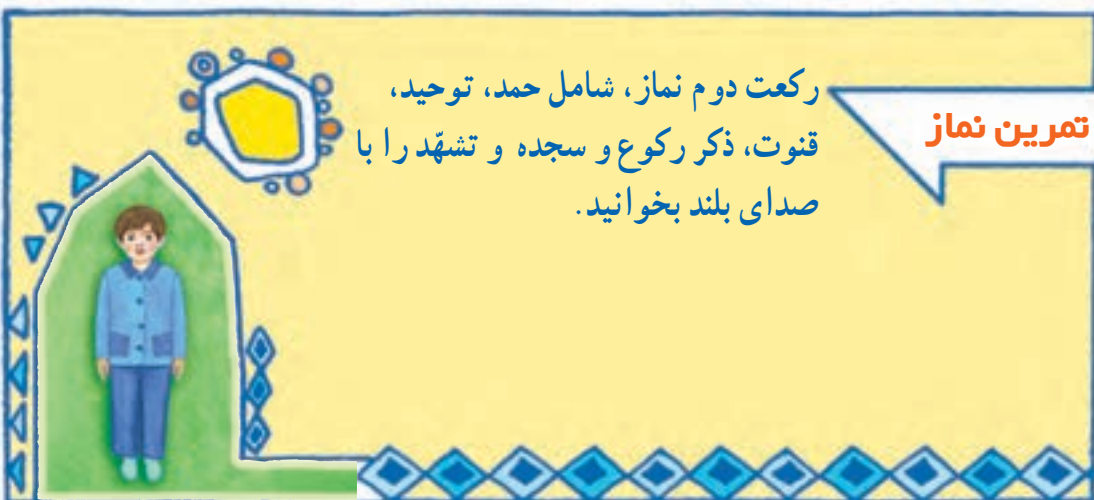 تمرین نماز
رکعت دوم نماز، شامل حمد، توحید،
قنوت، ذکر رکوع و سجده و تشهّد را با
صدای بلند بخوانید.